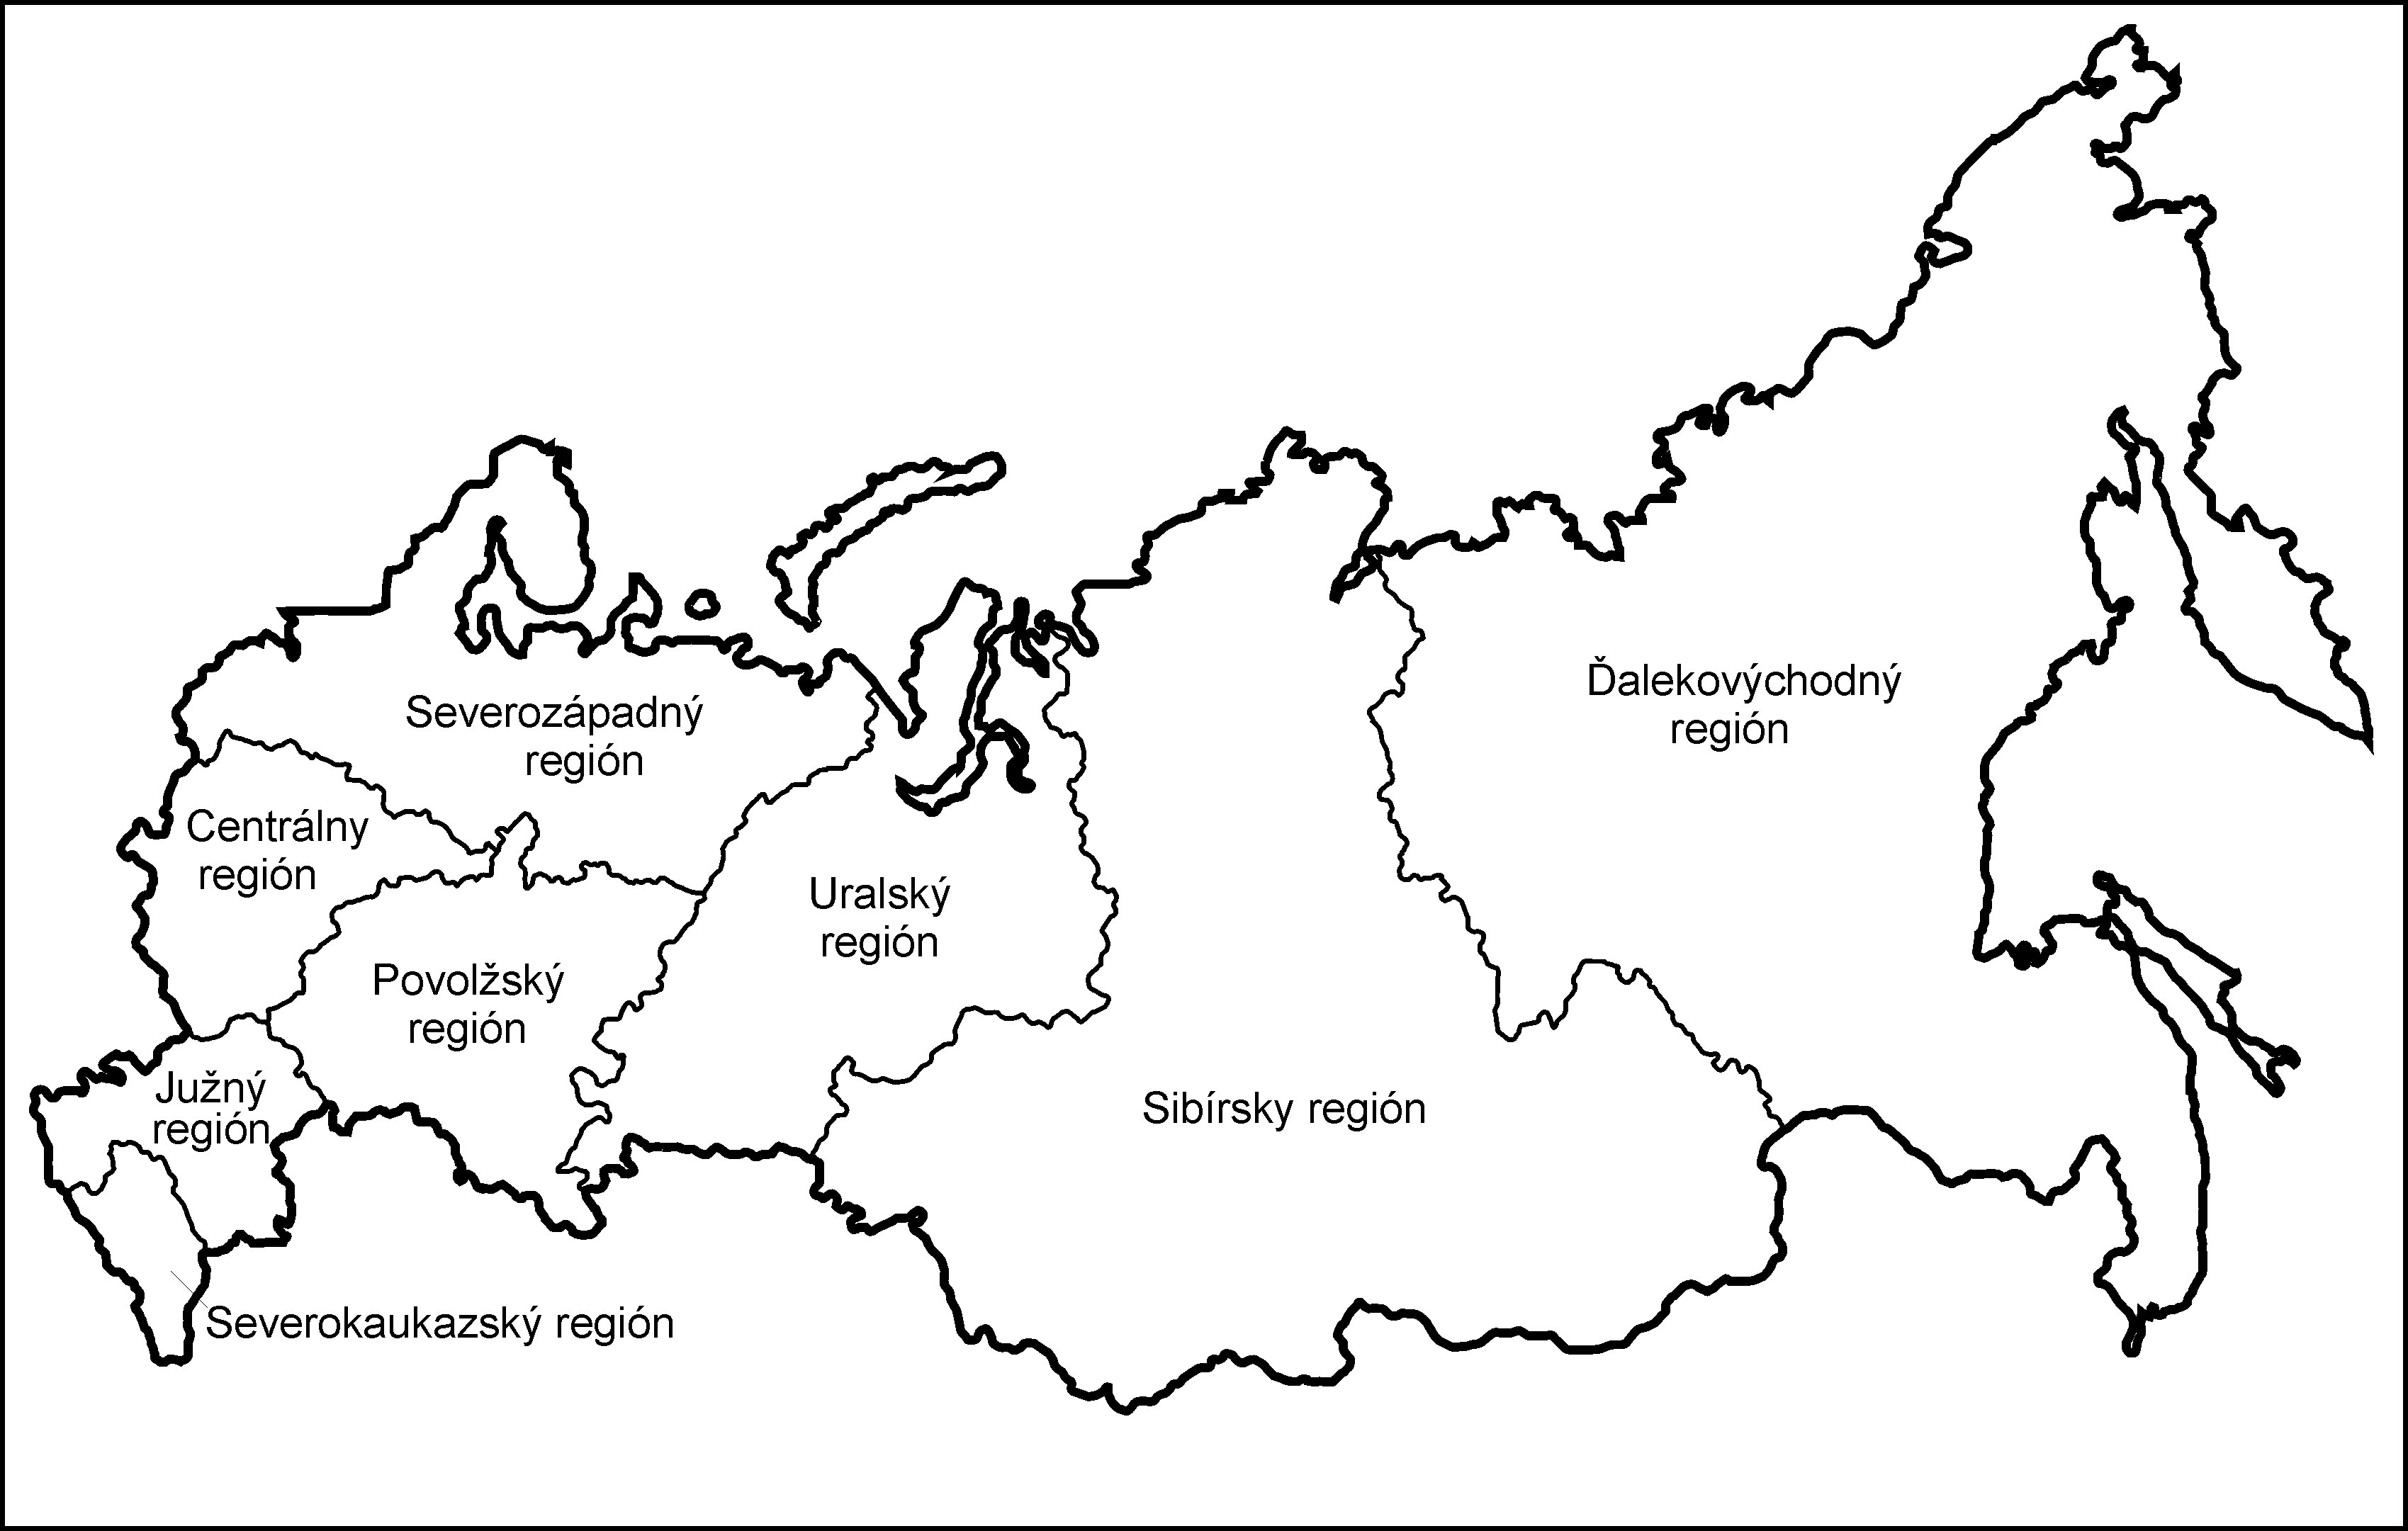 Ďalekovýchodný
región
Severozápadný
región
Centrálny
región
Uralský
región
Povolžský
región
Južný
región
Sibírsky región
Severokaukazský región